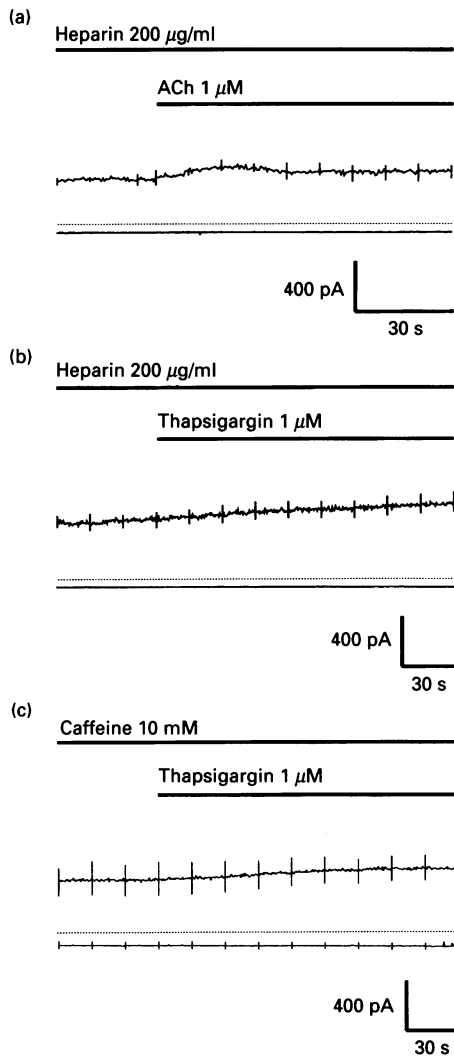 (a)
Heparin 200 μg/ml
ACh 1 μM
400 pA
30 s
(b)
Heparin 200 μg/ml
Thapsigargin 1 μM
400 pA
30 s
(c)
Caffeine 10 mM
Thapsigargin 1 μM
400 pA
30 s